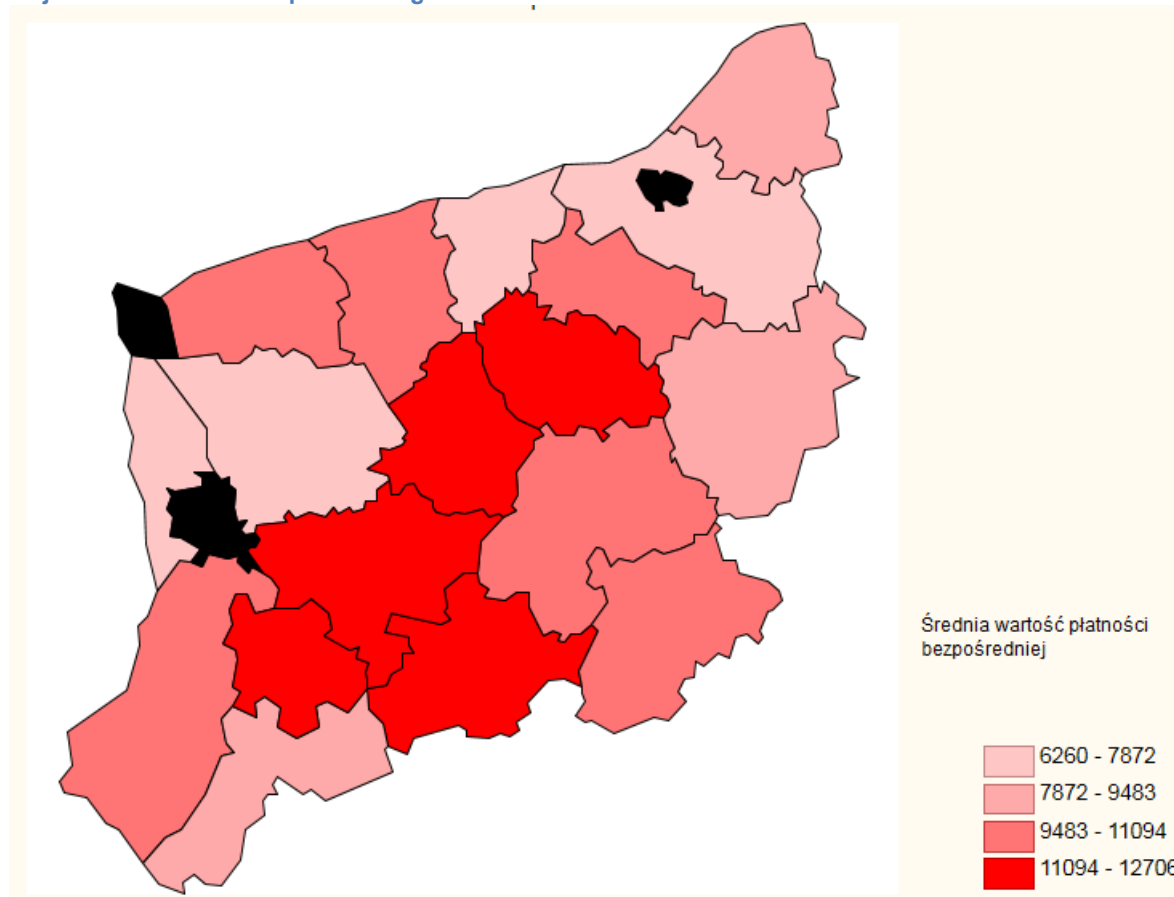 Średnia wartość płatności
bezpośredniej
6260 - 7872
7872 - 9483
9483 - 11094
11094 - 12706